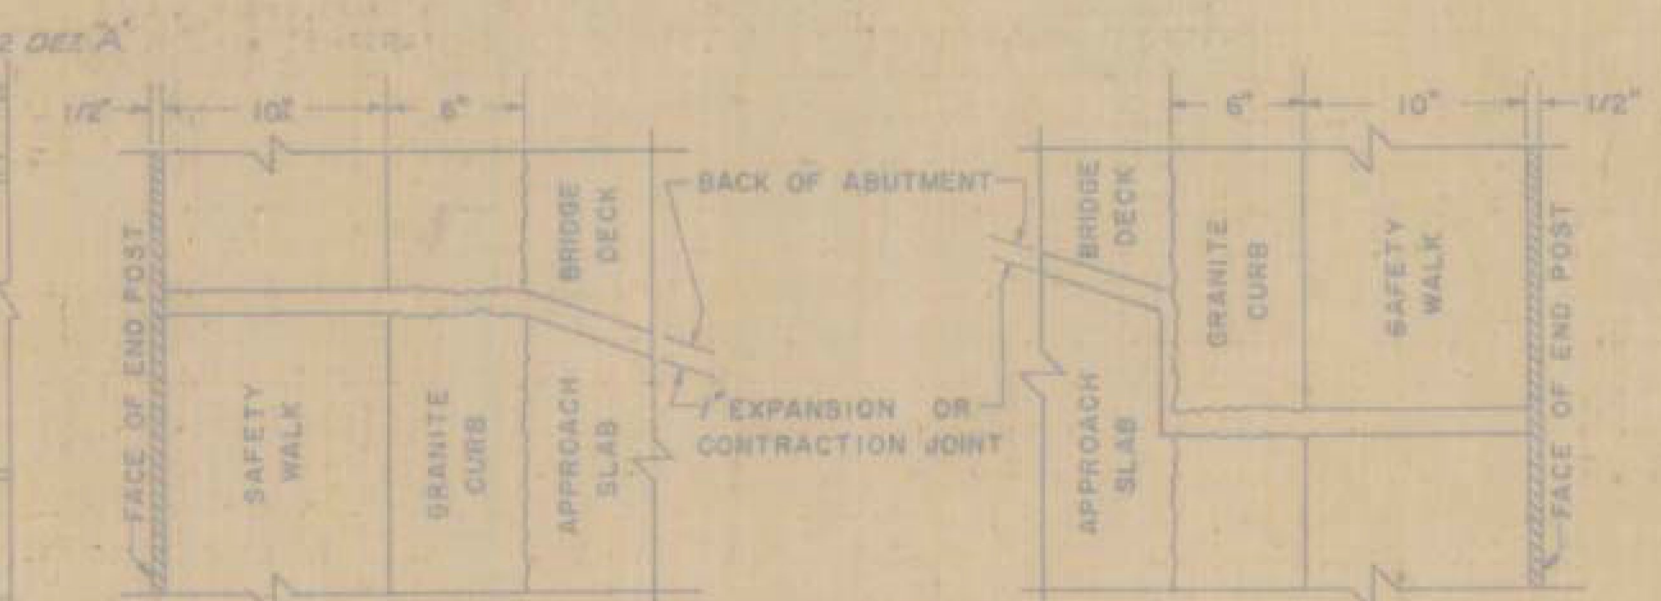 DET. A
1/2" 10" 6"
6" 10" 1/2"
BACK OF ABUTMENT
BRIDGE
DECK
BRIDGE
DECK
FACE OF END POST
SAFETY
WALK
GRANITE
CURB
APPROACH
SLAB
1" EXPANSION OR
CONTRACTION JOINT
APPROACH
SLAB
GRANITE
CURB
SAFETY
WALK
FACE OF END POST